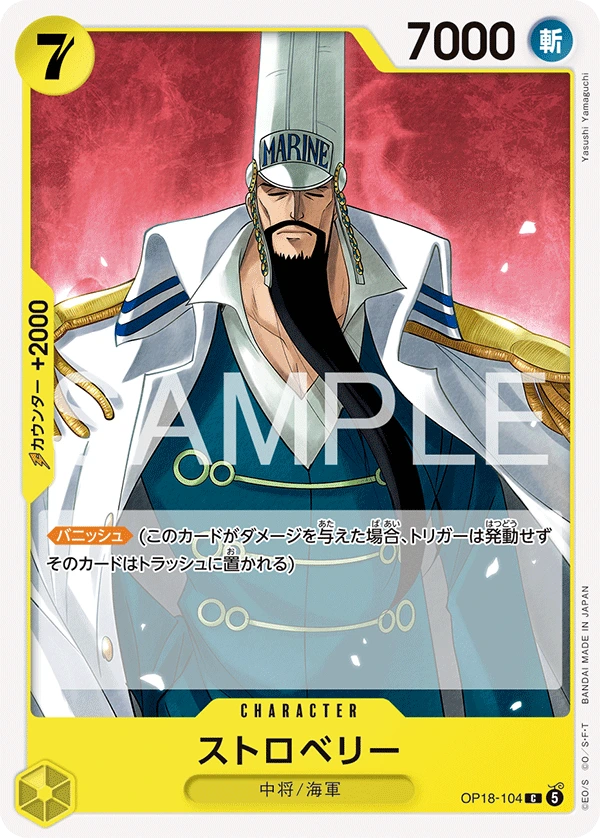 7
7000
斬
Yasushi Yamaguchi
MARINE
カウンター +2000
SAMPLE
バニッシュ (このカードがダメージを与えた場合、トリガーは発動せず
そのカードはトラッシュに置かれる)
CHARACTER
ストロベリー
中将/海軍
OP18-104 C 5
©E.O/S ©O/S・F・T BANDAI MADE IN JAPAN